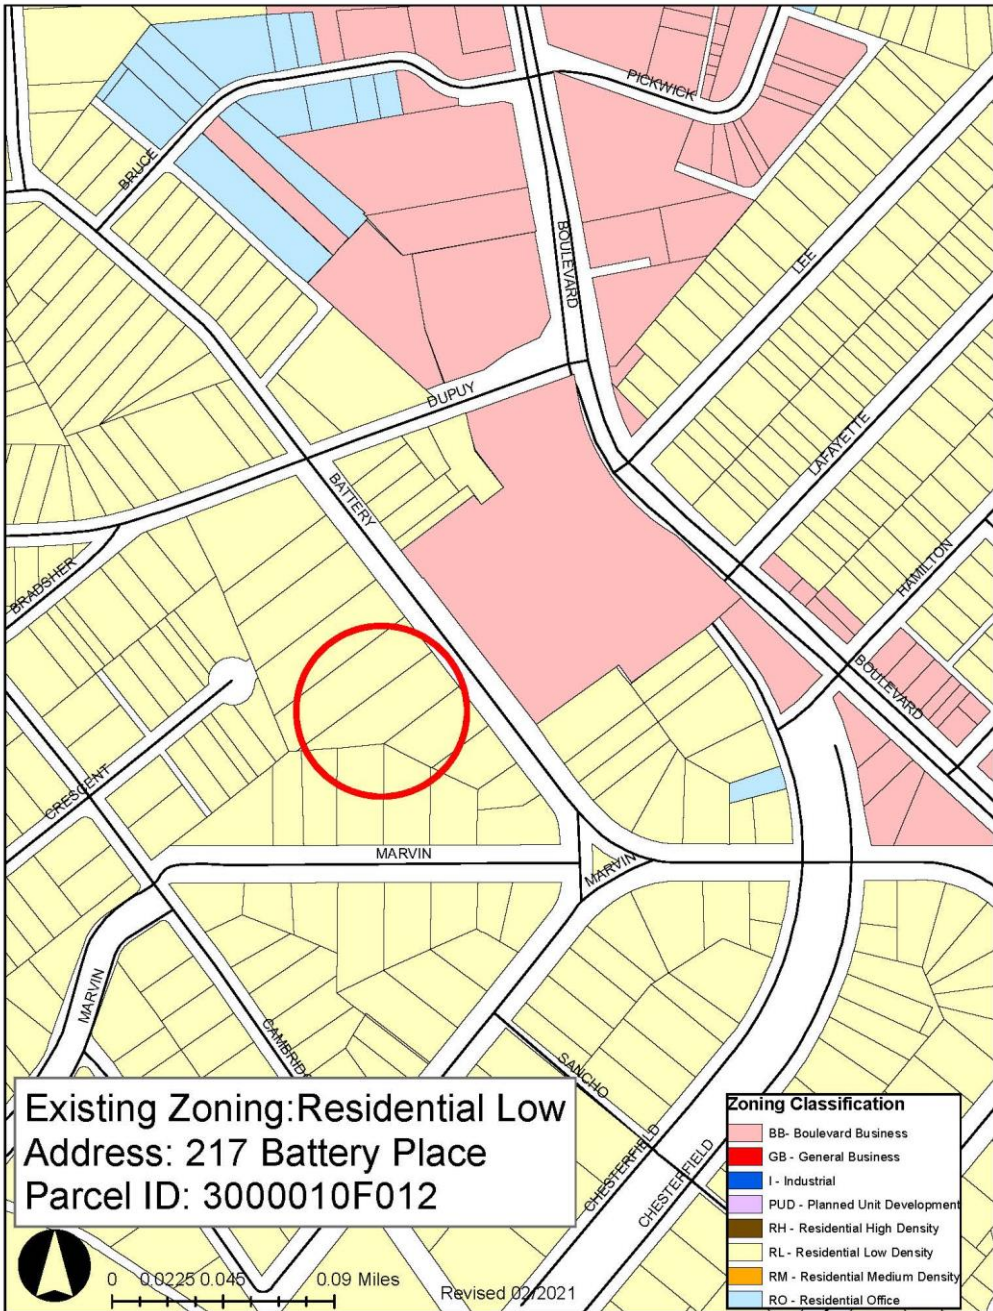 PICKWICK
BRUCE
BOULEVARD
LEE
DUPUY
LAFAYETTE
BATTERY
HAMILTON
BRADSHER
BOULEVARD
CRESCENT
MARVIN
MARVIN
MARVIN
CAMBRIDG
SANCHO
CHESTERFIELD
CHESTERFIELD
Existing Zoning:Residential Low
Address: 217 Battery Place
Parcel ID: 3000010F012
Zoning Classification
BB- Boulevard Business
GB - General Business
I - Industrial
PUD - Planned Unit Development
RH - Residential High Density
RL - Residential Low Density
RM - Residential Medium Density
RO - Residential Office
0 0.0225 0.045 0.09 Miles
Revised 02/2021